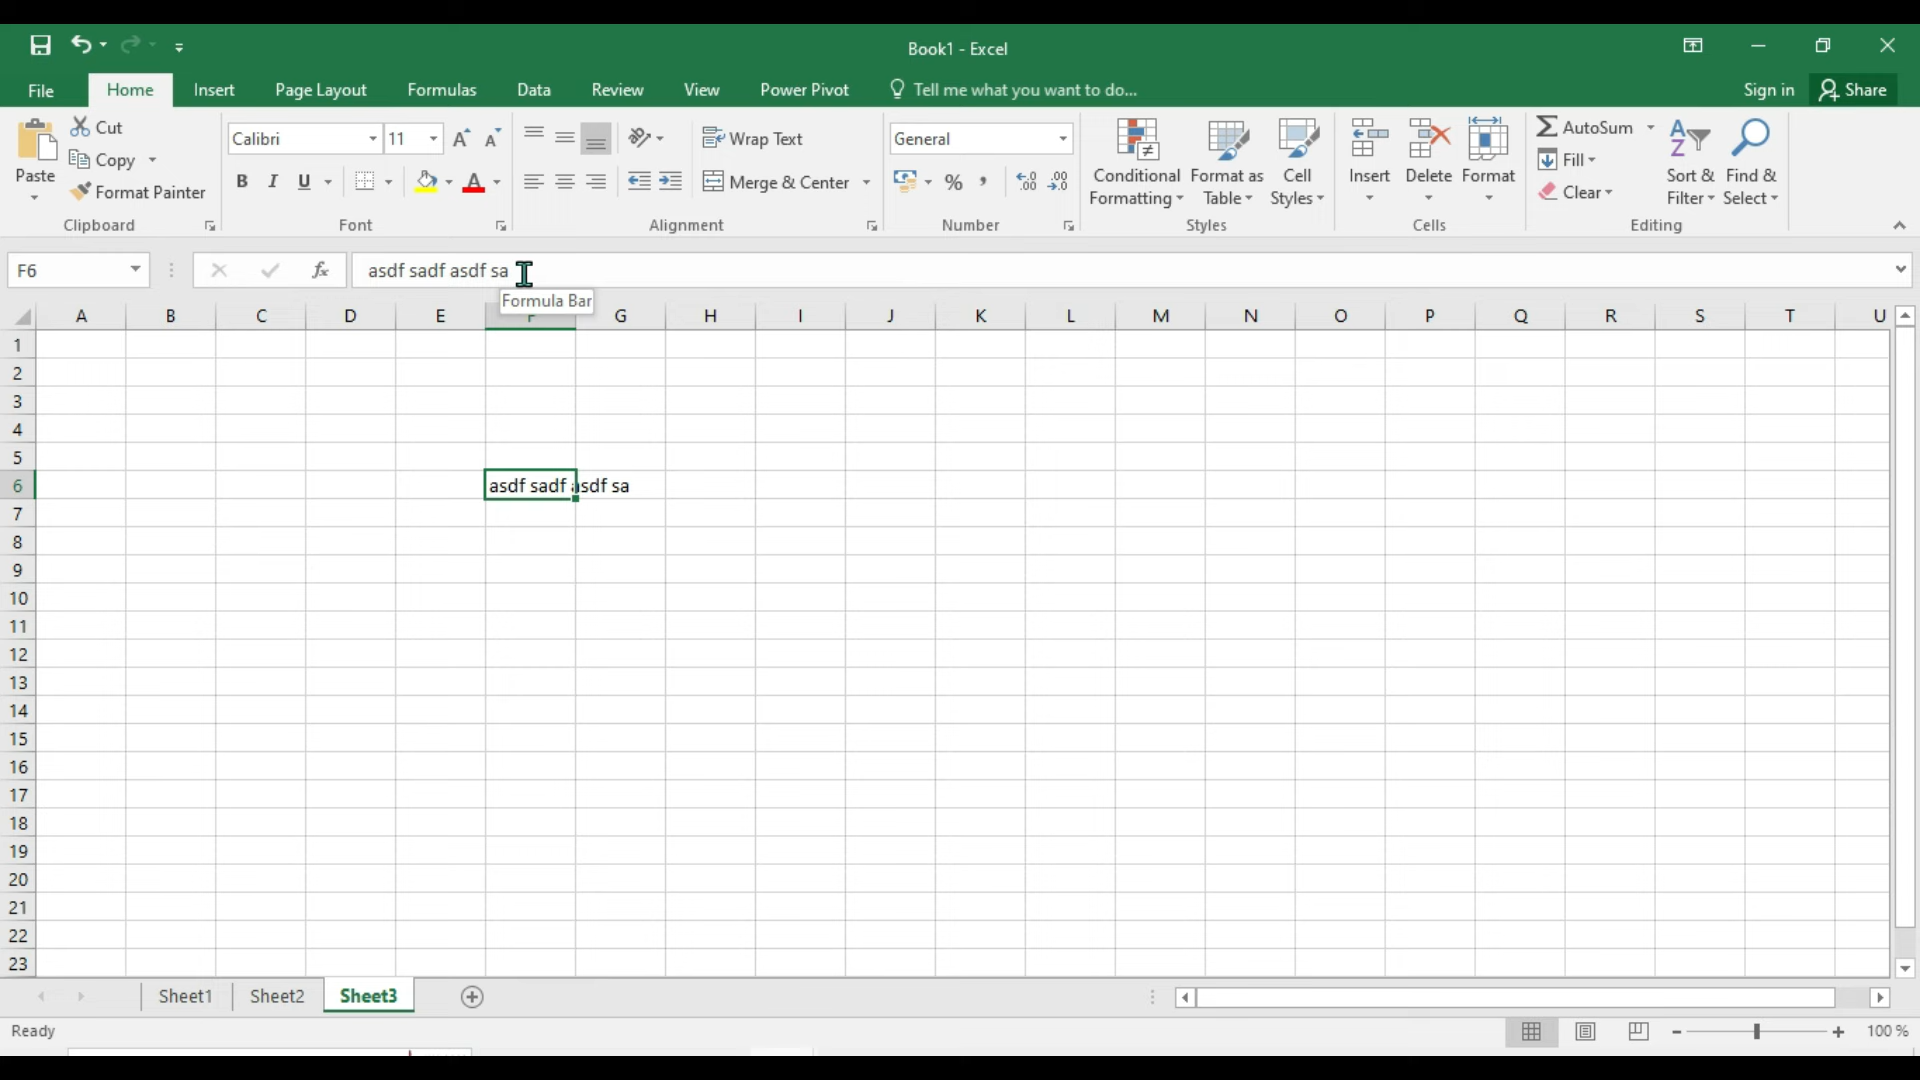 Book1 - Excel
File Home Insert Page Layout Formulas Data Review View Power Pivot Tell me what you want to do... Sign in Share
Paste
Cut
Copy
Format Painter
Clipboard
Calibri 11
B I U A
Font
Wrap Text
Merge & Center
Alignment
General
% , .00 .00
Number
Conditional Formatting
Format as Table
Cell Styles
Styles
Insert
Delete
Format
Cells
AutoSum
Fill
Clear
Sort & Filter
Find & Select
Editing
F6 fx asdf sadf asdf sa
Formula Bar
A B C D E F G H I J K L M N O P Q R S T U
1
2
3
4
5
6 asdf sadf asdf sa
7
8
9
10
11
12
13
14
15
16
17
18
19
20
21
22
23
Sheet1 Sheet2 Sheet3
Ready 100 %